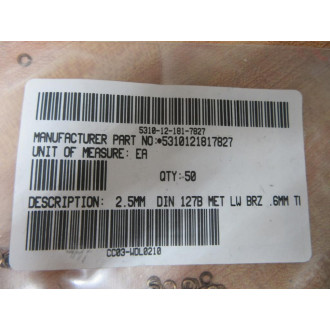 5310-12-181-7827
MANUFACTURER PART NO:*5310121817827
UNIT OF MEASURE: EA
QTY:50
DESCRIPTION: 2.5MM DIN 127B MET LW BRZ .6MM TI
CC03-WDL0210